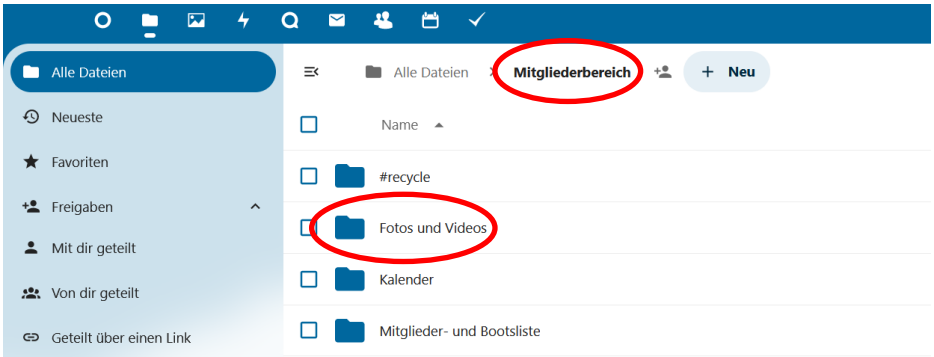 Alle Dateien
Neueste
Favoriten
Freigaben
Mit dir geteilt
Von dir geteilt
Geteilt über einen Link
Alle Dateien > Mitgliederbereich + Neu
Name
#recycle
Fotos und Videos
Kalender
Mitglieder- und Bootsliste